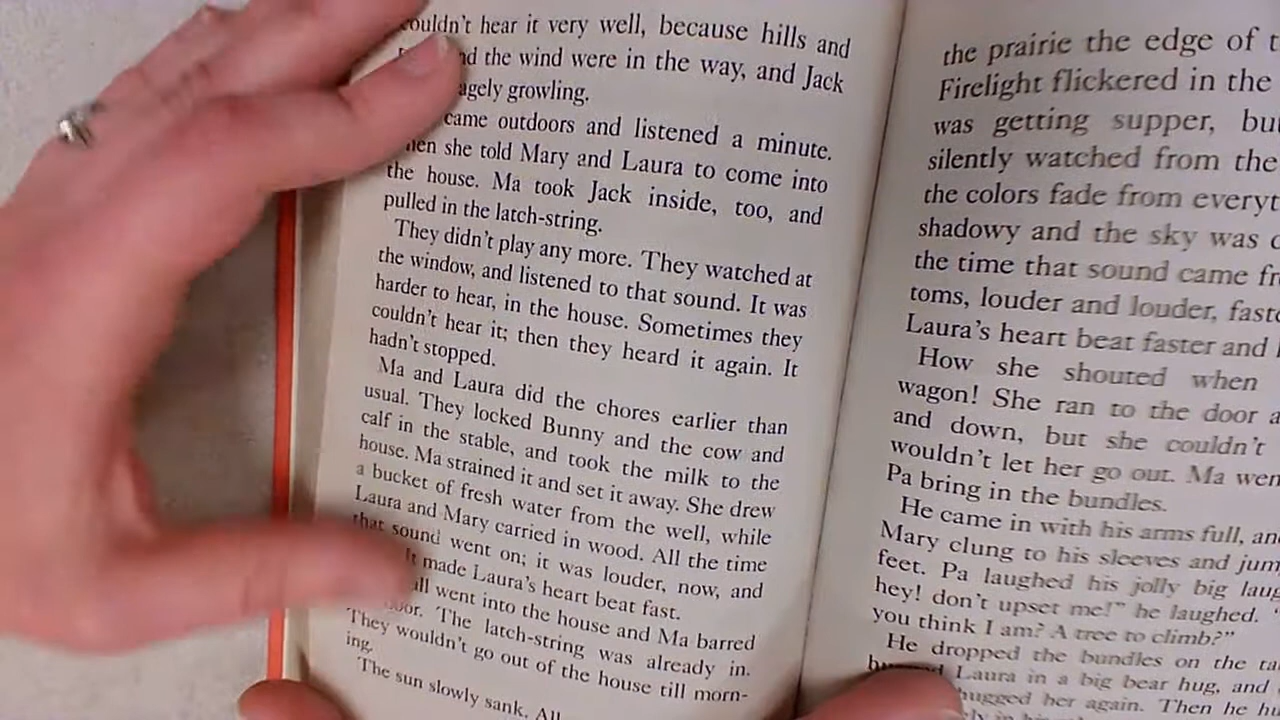 couldn't hear it very well, because hills and
the wind were in the way, and Jack
growling.
came outdoors and listened a minute.
she told Mary and Laura to come into
the house. Ma took Jack inside, too, and
pulled in the latch-string.
They didn't play any more. They watched at
the window, and listened to that sound. It was
harder to hear, in the house. Sometimes they
couldn't hear it; then they heard it again. It
hadn't stopped.
Ma and Laura did the chores earlier than
usual. They locked Bunny and the cow and
calf in the stable, and took the milk to the
house. Ma strained it and set it away. She drew
a bucket of fresh water from the well, while
Laura and Mary carried in wood. All the time
that sound went on; it was louder, now, and
It made Laura's heart beat fast.
all went into the house and Ma barred
The latch-string was already in.
They wouldn't go out of the house till morn-
ing.
The sun slowly sank. All
the prairie the edge of
Firelight flickered in the
was getting supper,
silently watched from the
the colors fade from
shadowy and the sky was
the time that sound came
toms, louder and louder,
Laura's heart beat faster and
How she shouted when
wagon! She ran to the door
and down, but she couldn't
wouldn't let her go out. Ma
Pa bring in the bundles.
He came in with his arms full,
Mary clung to his sleeves and
feet. Pa laughed his jolly big
hey! don't upset me!" he laughed.
you think I am? A tree to climb?"
He dropped the bundles on the
Laura in a big bear hug, and
hugged her again. Then he